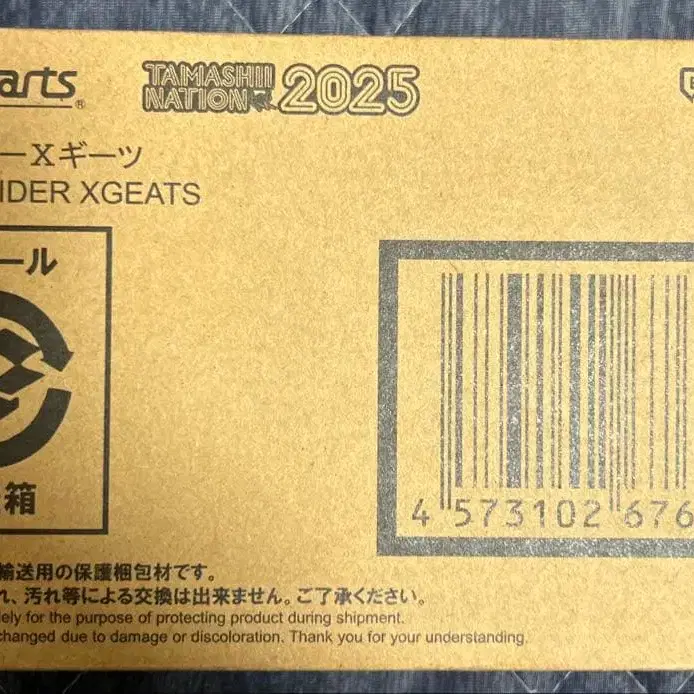 arts®
TAMASHII
NATION 2025
ーXギーツ
IDER XGEATS
ール
箱
4 573102 676
輸送用の保護梱包材です。
れ、汚れ等による交換は出来ません。ご了承ください。
ely for the purpose of protecting product during shipment.
changed due to damage or discoloration. Thank you for your understanding.